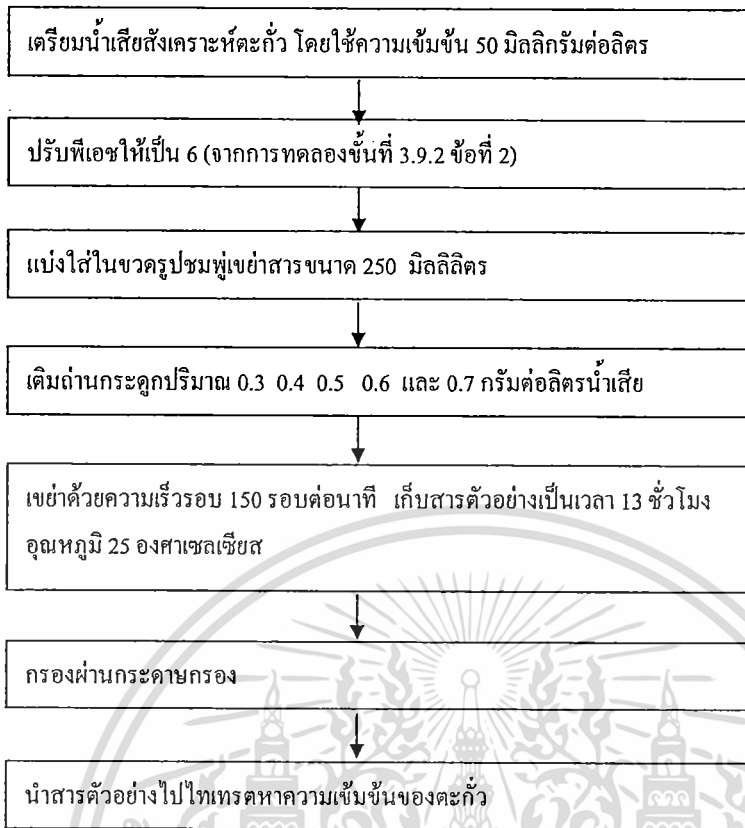 เตรียมน้ำเสียสังเคราะห์ตะกั่ว โดยใช้ความเข้มข้น 50 มิลลิกรัมต่อลิตร
ปรับพีเอชให้เป็น 6 (จากการทดลองขั้นที่ 3.9.2 ข้อที่ 2)
แบ่งใส่ในขวดรูปชมพู่เขย่าสารขนาด 250 มิลลิลิตร
เติมถ่านกระดูกปริมาณ 0.3 0.4 0.5 0.6 และ 0.7 กรัมต่อลิตรน้ำเสีย
เขย่าด้วยความเร็วรอบ 150 รอบต่อนาที เก็บสารตัวอย่างเป็นเวลา 13 ชั่วโมง
อุณหภูมิ 25 องศาเซลเซียส
กรองผ่านกระดาษกรอง
นำสารตัวอย่างไปไทเทรตหาความเข้มข้นของตะกั่ว